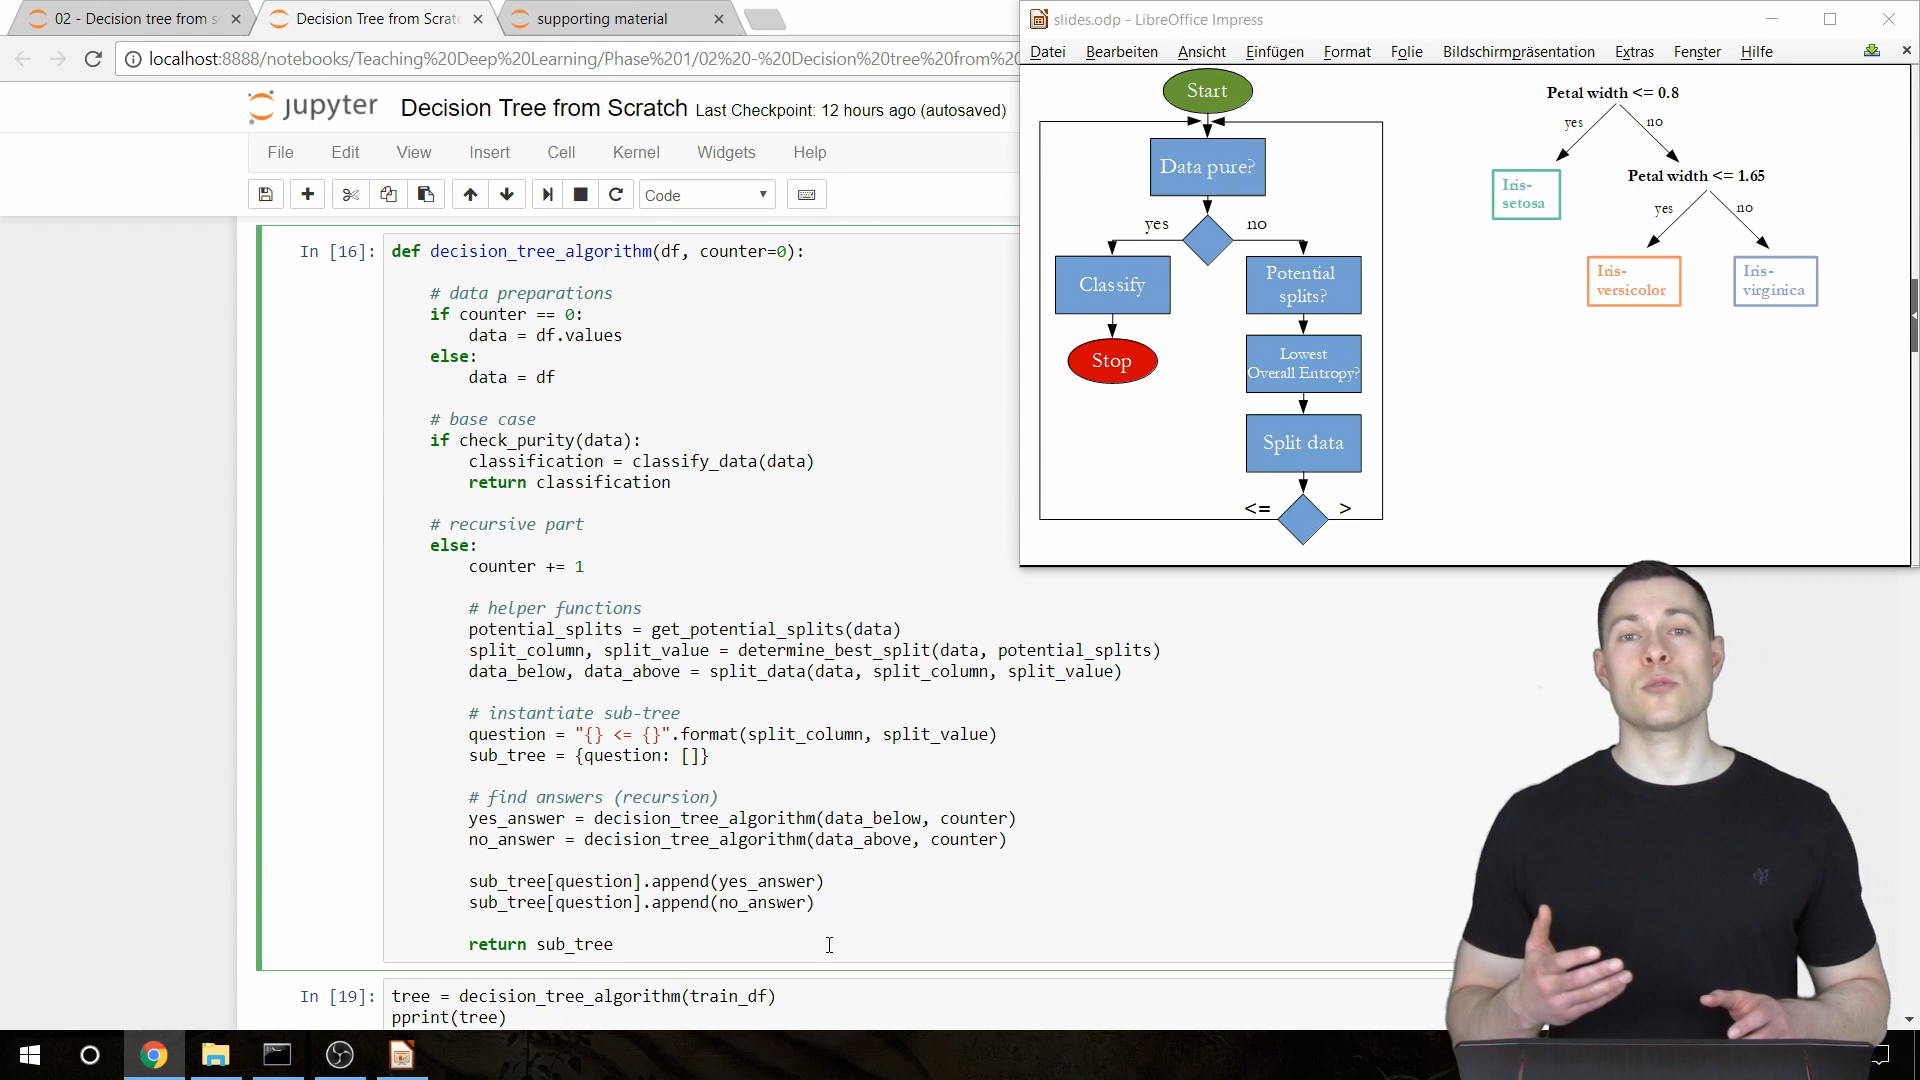 02 - Decision tree from s
Decision Tree from Scratc
supporting material
localhost:8888/notebooks/Teaching%20Deep%20Learning/Phase%201/02%20-%20Decision%20tree%20from%20
jupyter Decision Tree from Scratch Last Checkpoint: 12 hours ago (autosaved)
File Edit View Insert Cell Kernel Widgets Help
Code
In [16]: def decision_tree_algorithm(df, counter=0):
# data preparations
if counter == 0:
data = df.values
else:
data = df
# base case
if check_purity(data):
classification = classify_data(data)
return classification
# recursive part
else:
counter += 1
# helper functions
potential_splits = get_potential_splits(data)
split_column, split_value = determine_best_split(data, potential_splits)
data_below, data_above = split_data(data, split_column, split_value)
# instantiate sub-tree
question = "{} <= {}".format(split_column, split_value)
sub_tree = {question: []}
# find answers (recursion)
yes_answer = decision_tree_algorithm(data_below, counter)
no_answer = decision_tree_algorithm(data_above, counter)
sub_tree[question].append(yes_answer)
sub_tree[question].append(no_answer)
return sub_tree
In [19]: tree = decision_tree_algorithm(train_df)
pprint(tree)
slides.odp - LibreOffice Impress
Datei Bearbeiten Ansicht Einfügen Format Folie Bildschirmpräsentation Extras Fenster Hilfe
Start
Data pure?
yes no
Classify
Stop
Potential
splits?
Lowest
Overall Entropy?
Split data
<= >
Petal width <= 0.8
yes no
Iris-
setosa
Petal width <= 1.65
yes no
Iris-
versicolor
Iris-
virginica